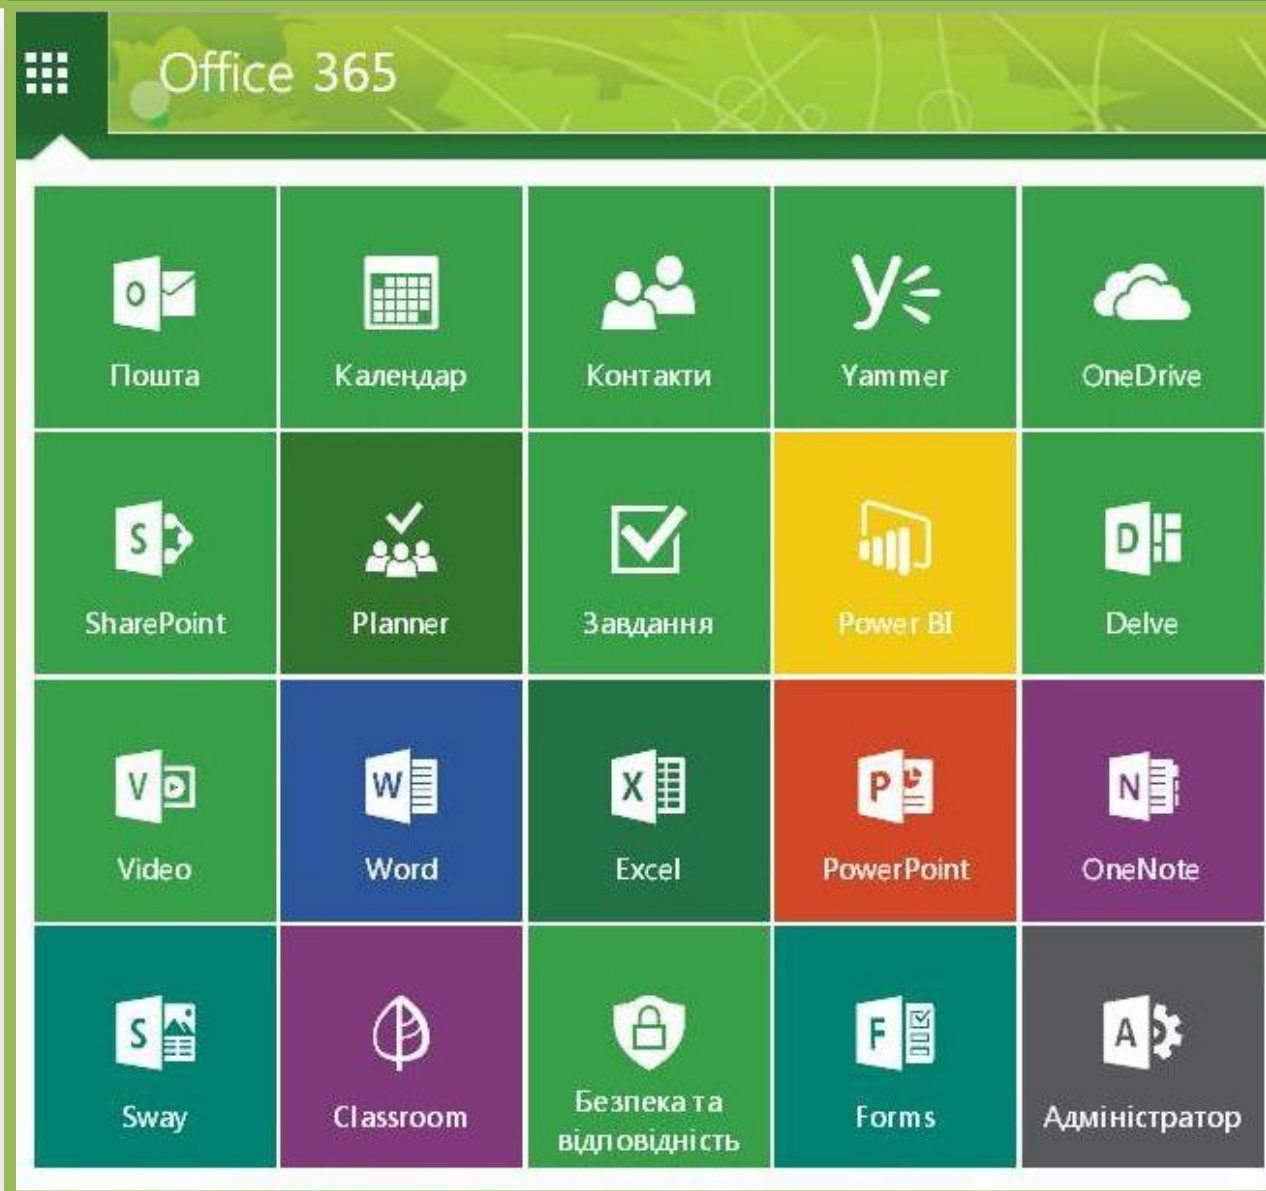 Office 365
Пошта
Календар
Контакти
Yammer
OneDrive
SharePoint
Planner
Завдання
Power BI
Delve
Video
Word
Excel
PowerPoint
OneNote
Sway
Classroom
Безпека та
відповідність
Forms
Адміністратор